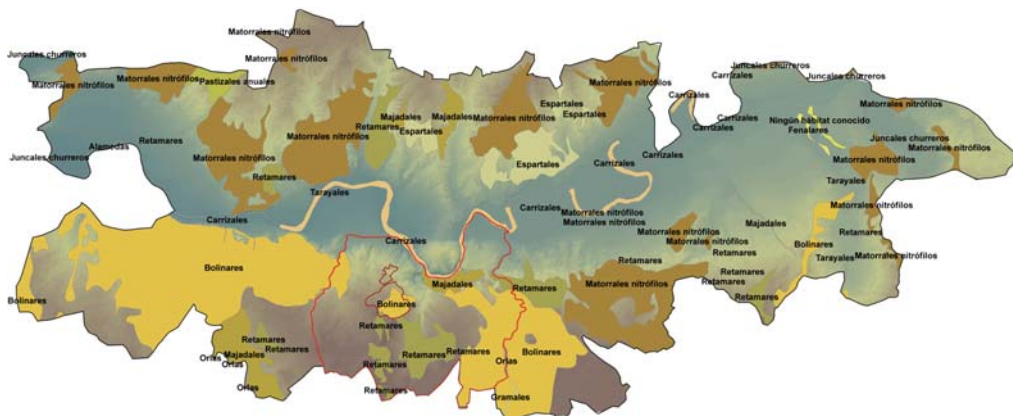 Matorrales nitrófilos
Matorrales nitrófilos
Juncales churreros
Matorrales nitrófilos
Matorrales nitrófilos
Pastizales anuales
Matorrales nitrófilos
Juncales churreros
Carrizales
Juncales churreros
Carrizales
Matorrales nitrófilos
Espartales
Espartales
Majadales
Majadales
Matorrales nitrófilos
Carrizales
Ningún hábitat conocido
Retamares
Carrizales
Fenalares
Matorrales nitrófilos
Espartales
Juncales churreros
Alamedas
Retamares
Matorrales nitrófilos
Juncales churreros
Matorrales nitrófilos
Carrizales
Carrizales
Espartales
Matorrales nitrófilos
Retamares
Tarayales
Tarayales
Carrizales
Carrizales
Matorrales nitrófilos
Matorrales nitrófilos
Matorrales nitrófilos
Majadales
Matorrales nitrófilos
Retamares
Carrizales
Matorrales nitrófilos
Bolinares
Retamares
Tarayales
Matorrales nitrófilos
Bolinares
Retamares
Retamares
Majadales
Matorrales nitrófilos
Retamares
Retamares
Retamares
Bolinares
Bolinares
Retamares
Retamares
Majadales
Orlas
Orlas
Retamares
Retamares
Bolinares
Orlas
Retamares
Orlas
Retamares
Gramales